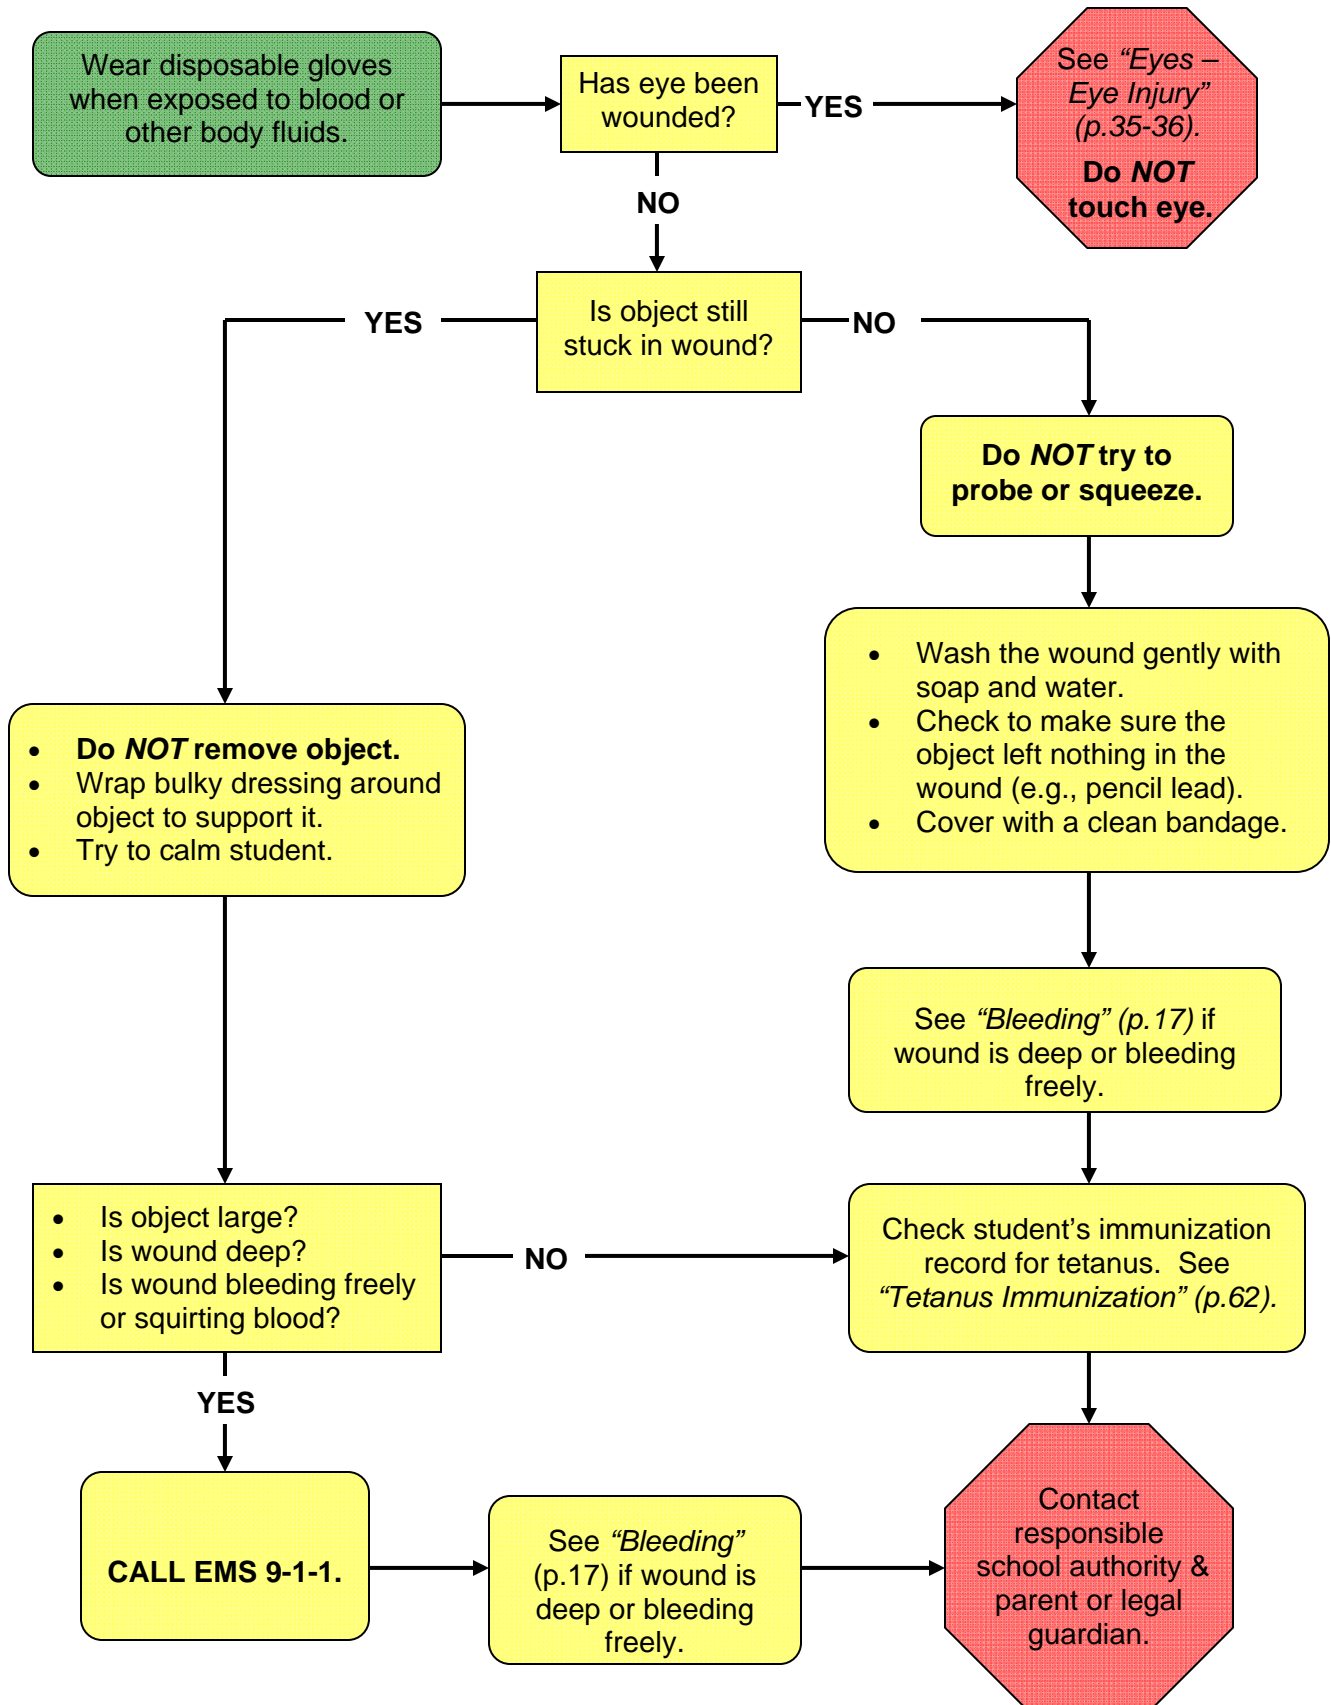 Wear disposable gloves
when exposed to blood or
other body fluids.
Has eye been
wounded?
YES
See “Eyes –
Eye Injury”
(p.35-36).
Do NOT
touch eye.
NO
Is object still
stuck in wound?
YES
NO
Do NOT try to
probe or squeeze.
• Wash the wound gently with
soap and water.
• Check to make sure the
object left nothing in the
wound (e.g., pencil lead).
• Cover with a clean bandage.
• Do NOT remove object.
• Wrap bulky dressing around
object to support it.
• Try to calm student.
See “Bleeding” (p.17) if
wound is deep or bleeding
freely.
• Is object large?
• Is wound deep?
• Is wound bleeding freely
or squirting blood?
NO
Check student’s immunization
record for tetanus. See
“Tetanus Immunization” (p.62).
YES
CALL EMS 9-1-1.
See “Bleeding”
(p.17) if wound is
deep or bleeding
freely.
Contact
responsible
school authority &
parent or legal
guardian.